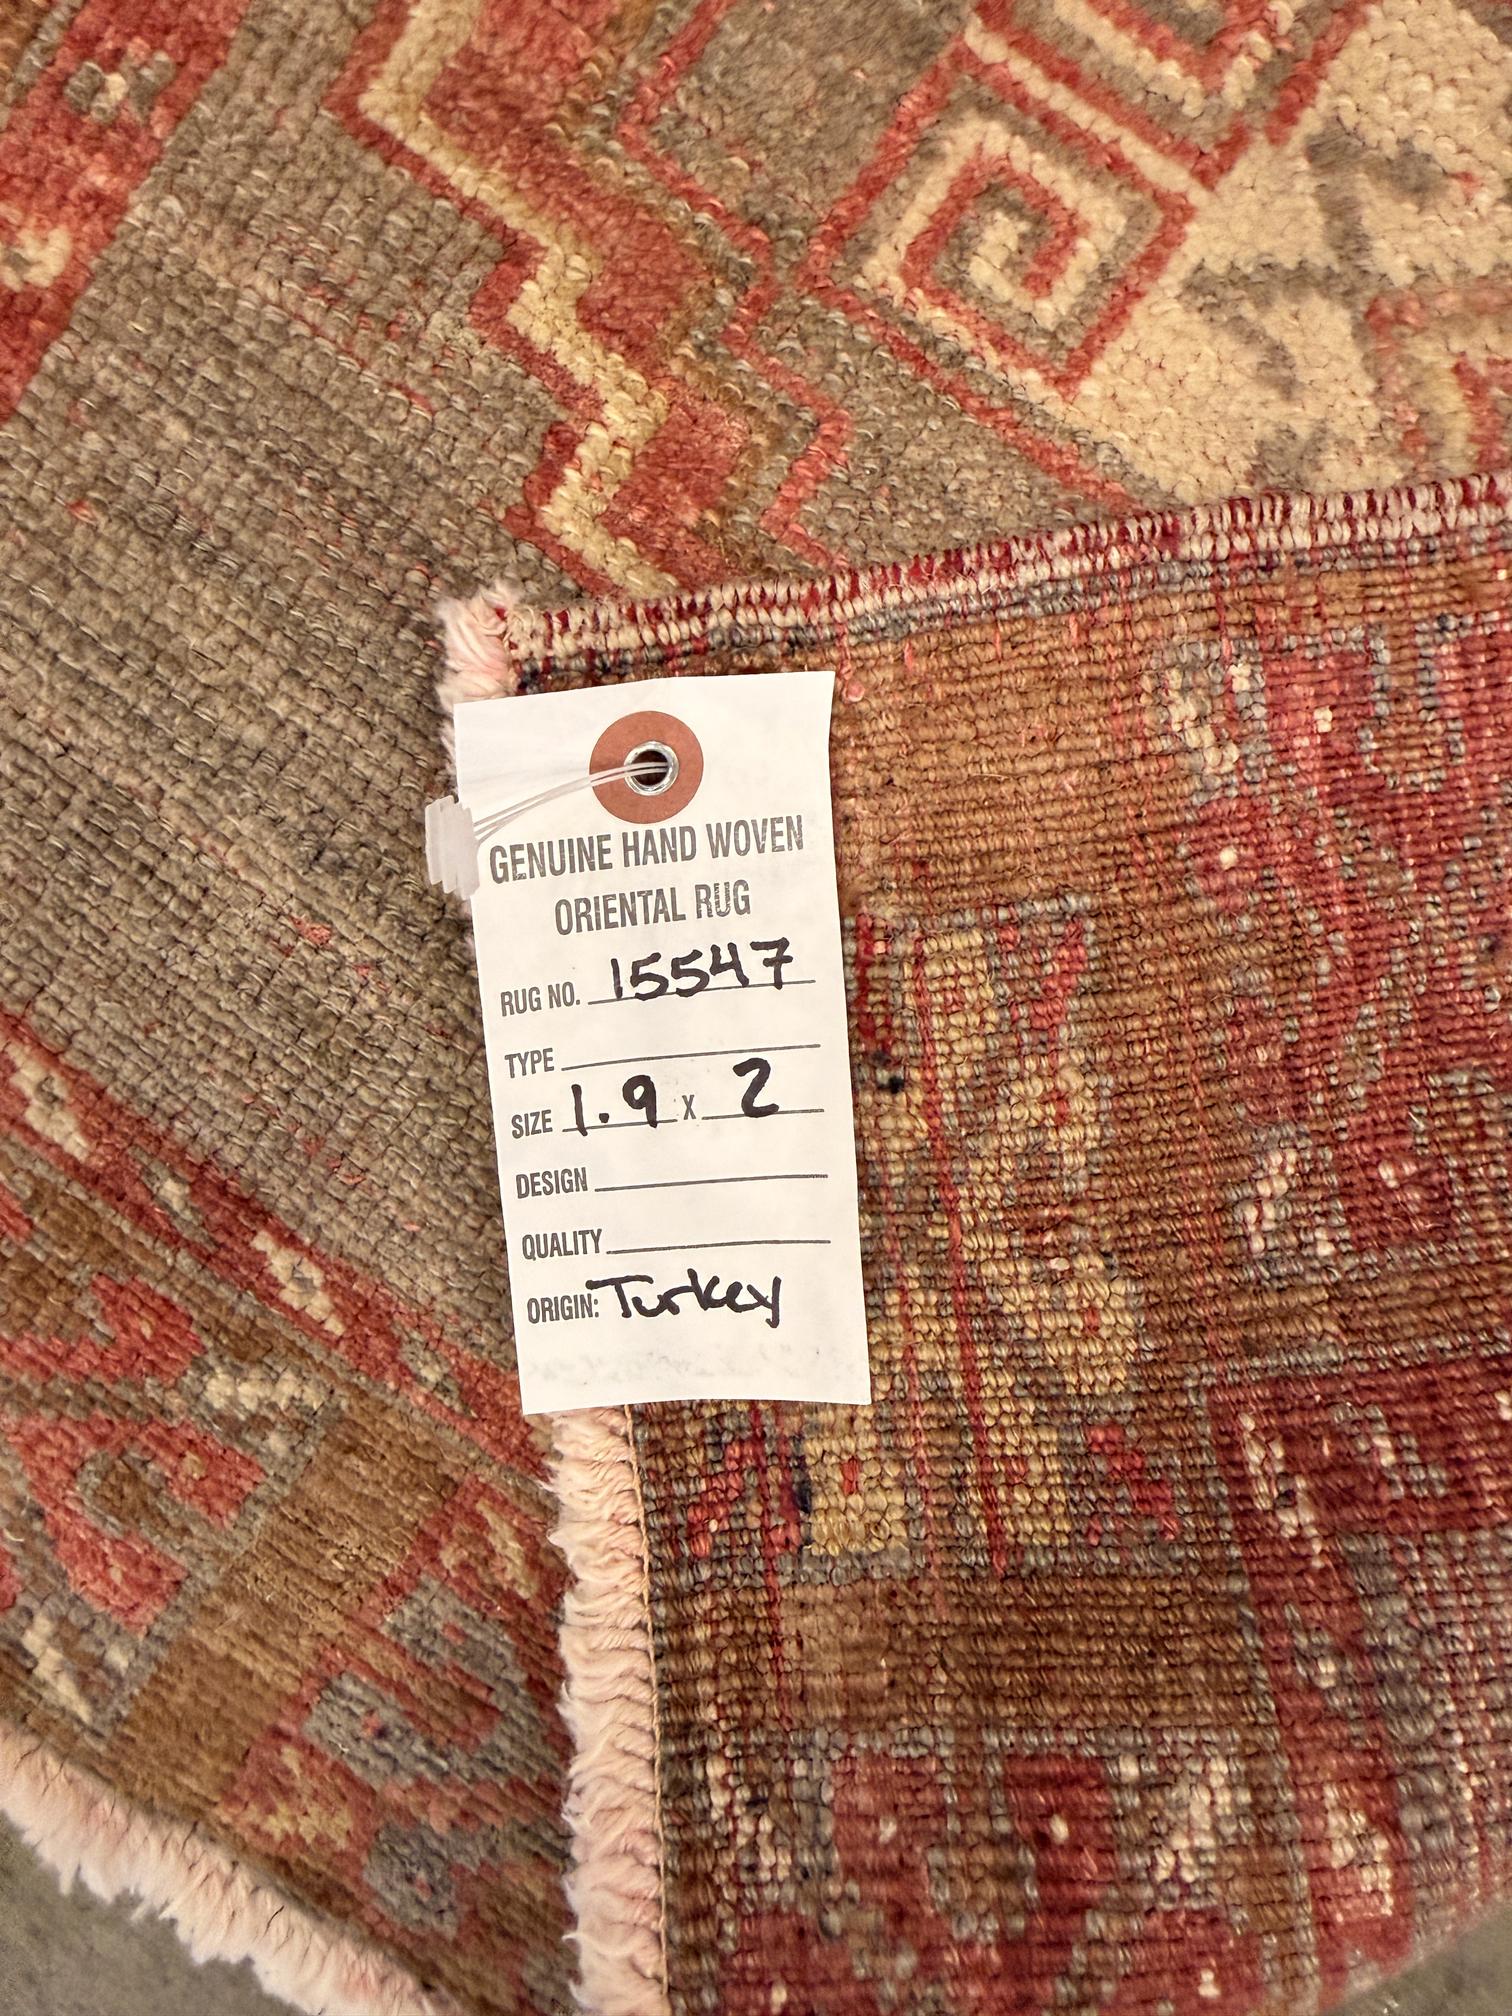 GENUINE HAND WOVEN
ORIENTAL RUG
RUG NO. 15547
TYPE
SIZE 1.9 X 2
DESIGN
QUALITY
ORIGIN: Turkey